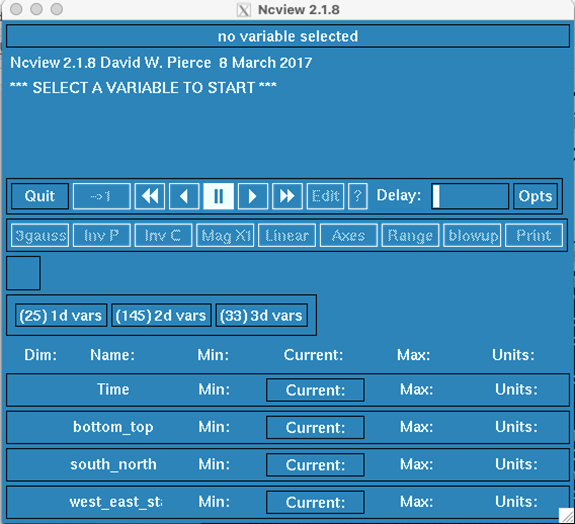 Ncview 2.1.8
no variable selected
Ncview 2.1.8 David W. Pierce 8 March 2017
*** SELECT A VARIABLE TO START ***
Quit ->1 Edit ? Delay: Opts
3gauss Inv P Inv C Mag X1 Linear Axes Range blowup Print
(25) 1d vars (145) 2d vars (33) 3d vars
Dim: Name: Min: Current: Max: Units:
Time Min: Current: Max: Units:
bottom_top Min: Current: Max: Units:
south_north Min: Current: Max: Units:
west_east_sta Min: Current: Max: Units: